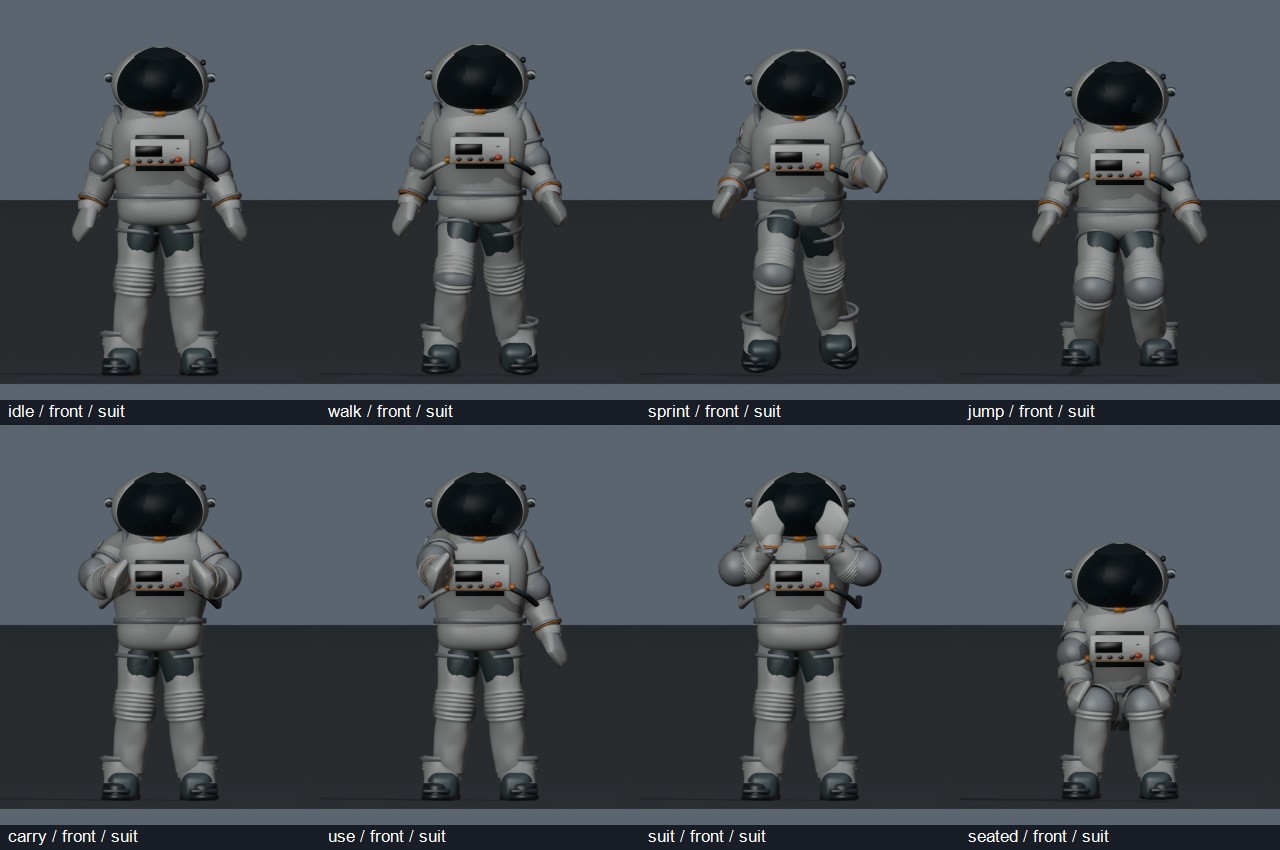 idle / front / suit
walk / front / suit
sprint / front / suit
jump / front / suit
carry / front / suit
use / front / suit
suit / front / suit
seated / front / suit